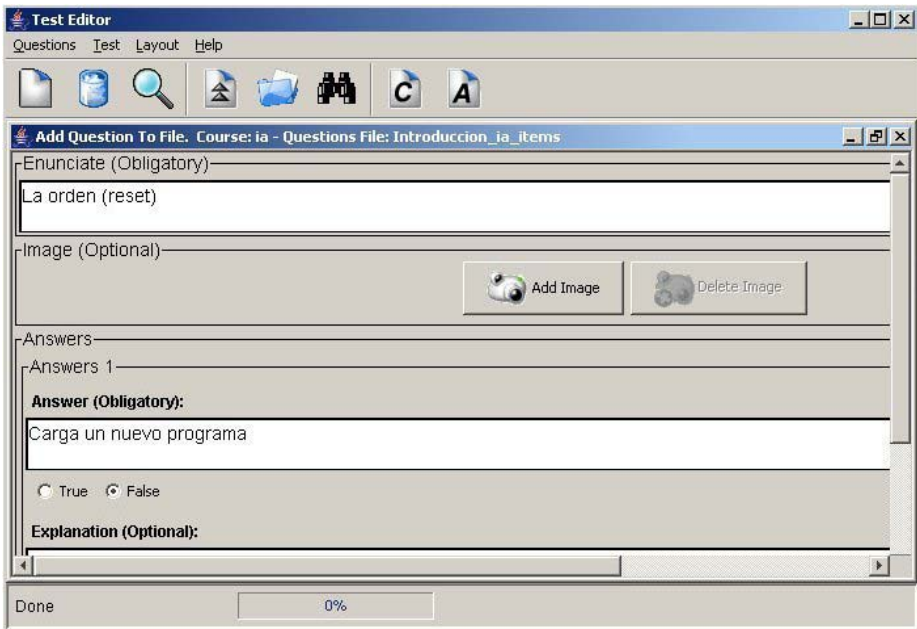 Test Editor
Questions Test Layout Help
C A
Add Question To File. Course: ia - Questions File: Introduccion_ia_items
Enunciate (Obligatory)
La orden (reset)
Image (Optional)
Add Image Delete Image
Answers
Answers 1
Answer (Obligatory):
Carga un nuevo programa
True False
Explanation (Optional):
Done 0%